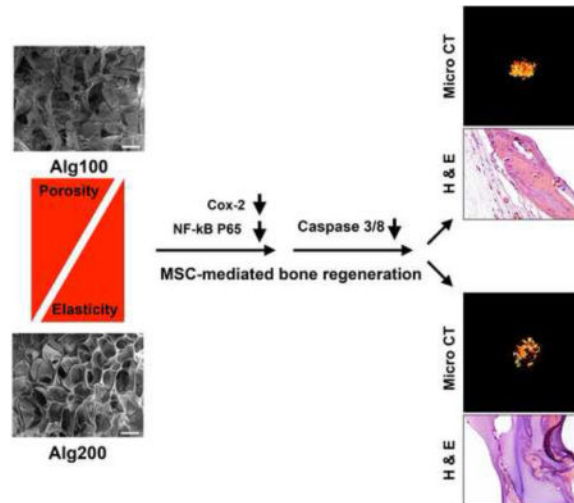 Alg100
Porosity
Elasticity
Alg200
Cox-2
NF-kB P65
Caspase 3/8
MSC-mediated bone regeneration
Micro CT
H & E
Micro CT
H & E